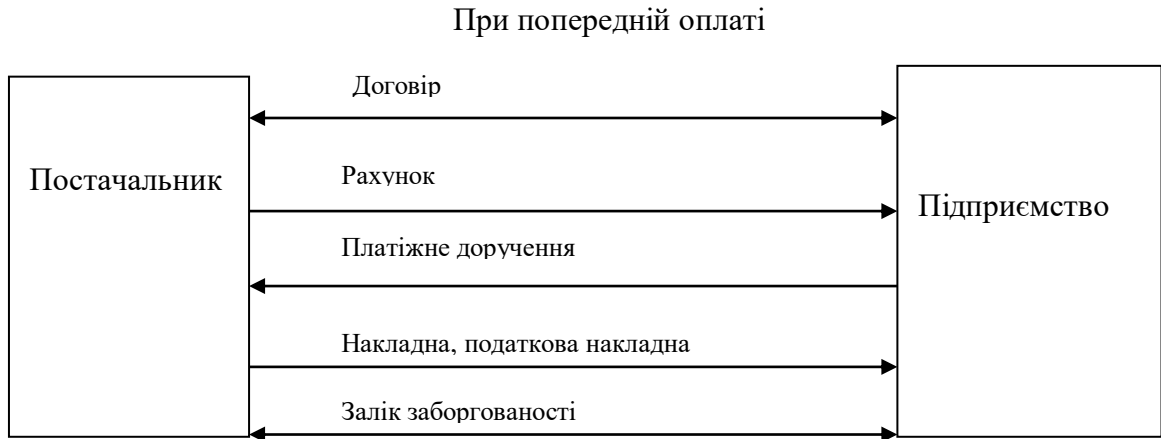 При попередній оплаті
Договір
Постачальник
Рахунок
Підприємство
Платіжне доручення
Накладна, податкова накладна
Залік заборгованості